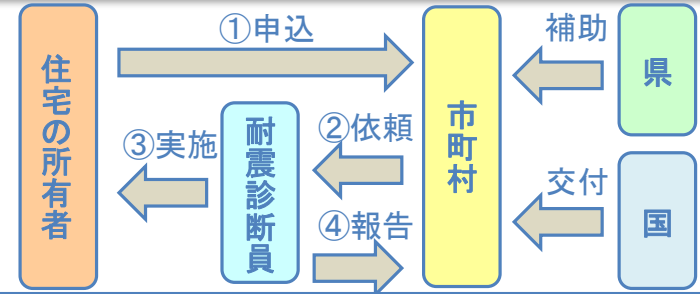 住宅の所有者
①申込
③実施
耐震診断員
②依頼
④報告
市町村
補助
県
交付
国